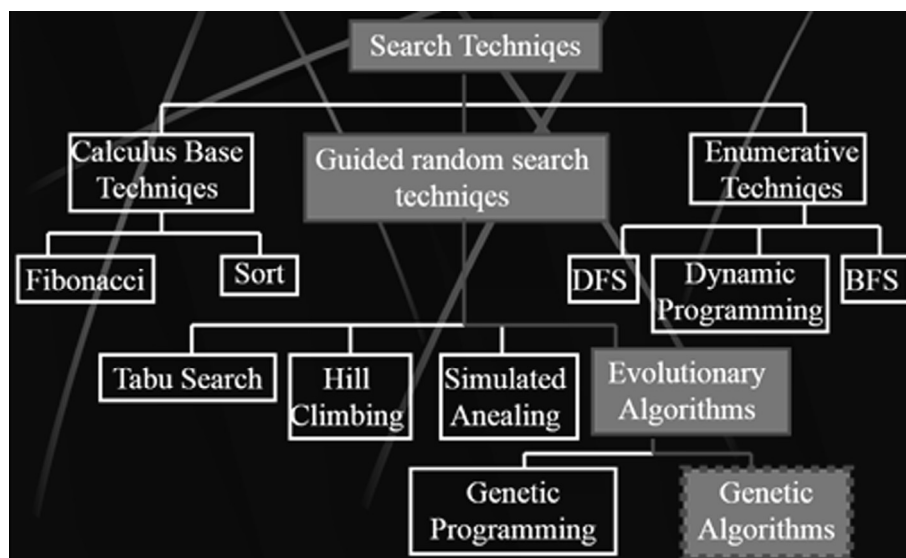 Search Techniqes
Calculus Base
Techniqes
Guided random search
techniqes
Enumerative
Techniqes
Fibonacci
Sort
DFS
Dynamic
Programming
BFS
Tabu Search
Hill
Climbing
Simulated
Anealing
Evolutionary
Algorithms
Genetic
Programming
Genetic
Algorithms